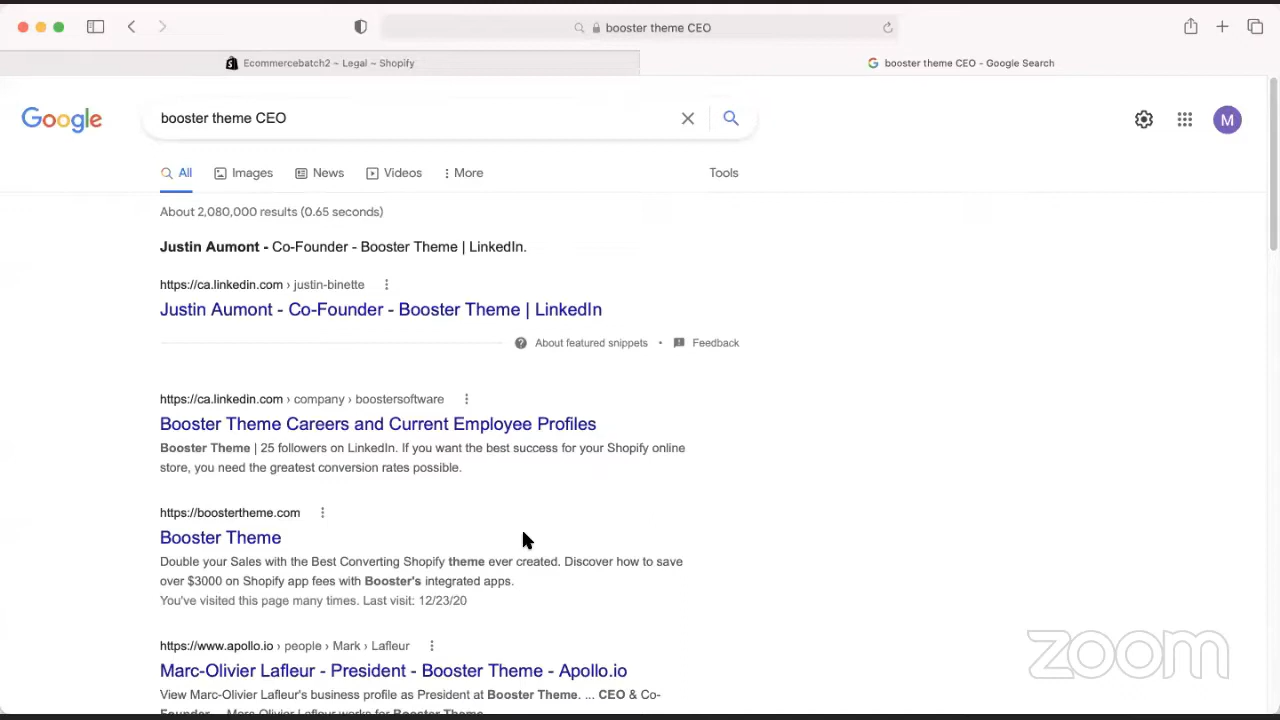 booster theme CEO
Ecommercebatch2 ~ Legal ~ Shopify
booster theme CEO - Google Search
Google
booster theme CEO
M
All
Images
News
Videos
More
Tools
About 2,080,000 results (0.65 seconds)
Justin Aumont - Co-Founder - Booster Theme | LinkedIn.
https://ca.linkedin.com › justin-binette
Justin Aumont - Co-Founder - Booster Theme | LinkedIn
About featured snippets • Feedback
https://ca.linkedin.com › company › boostersoftware
Booster Theme Careers and Current Employee Profiles
Booster Theme | 25 followers on LinkedIn. If you want the best success for your Shopify online
store, you need the greatest conversion rates possible.
https://boostertheme.com
Booster Theme
Double your Sales with the Best Converting Shopify theme ever created. Discover how to save
over $3000 on Shopify app fees with Booster's integrated apps.
You've visited this page many times. Last visit: 12/23/20
https://www.apollo.io › people › Mark › Lafleur
Marc-Olivier Lafleur - President - Booster Theme - Apollo.io
View Marc-Olivier Lafleur's business profile as President at Booster Theme. ... CEO & Co-
Founder ... Marc-Olivier Lafleur works for Booster Theme
zoom